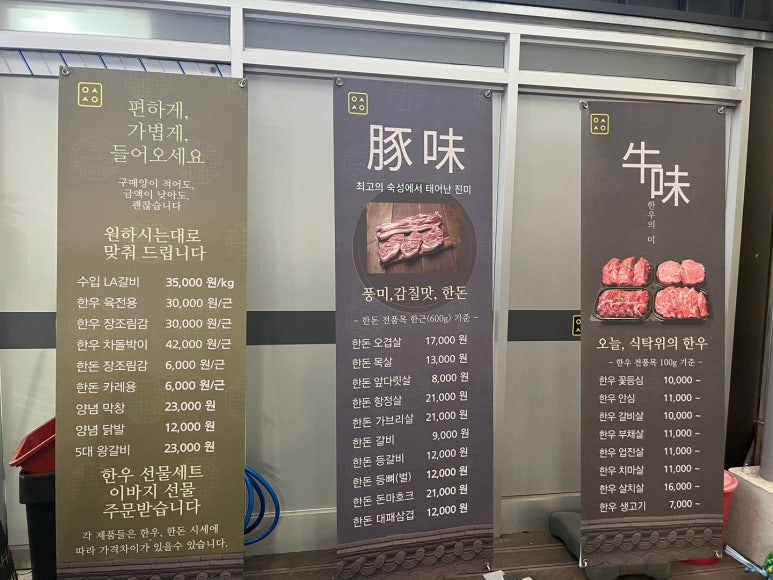 편하게,
가볍게,
들어오세요
구매양이 적어도,
금액이 낮아도,
괜찮습니다
원하시는대로
맞춰 드립니다
수입 LA갈비 35,000 원/kg
한우 육전용 30,000 원/근
한우 장조림감 30,000 원/근
한우 차돌박이 42,000 원/근
한돈 장조림감 6,000 원/근
한돈 카레용 6,000 원/근
양념 막창 23,000 원
양념 닭발 12,000 원
5대 왕갈비 23,000 원
한우 선물세트
이바지 선물
주문받습니다
각 제품들은 한우, 한돈 시세에
따라 가격차이가 있을수 있습니다.
豚味
최고의 숙성에서 태어난 진미
풍미,감칠맛, 한돈
- 한돈 전품목 한근(600g) 기준 -
한돈 오겹살 17,000 원
한돈 목살 13,000 원
한돈 앞다릿살 8,000 원
한돈 항정살 21,000 원
한돈 가브리살 21,000 원
한돈 갈비 9,000 원
한돈 등갈비 12,000 원
한돈 등뼈(벌) 12,000 원
한돈 돈마호크 21,000 원
한돈 대패삼겹 12,000 원
牛味
한우의 미
오늘, 식탁위의 한우
- 한우 전품목 100g 기준 -
한우 꽃등심 10,000 ~
한우 안심 11,000 ~
한우 갈비살 10,000 ~
한우 부채살 11,000 ~
한우 업진살 11,000 ~
한우 치마살 11,000 ~
한우 살치살 16,000 ~
한우 생고기 7,000 ~